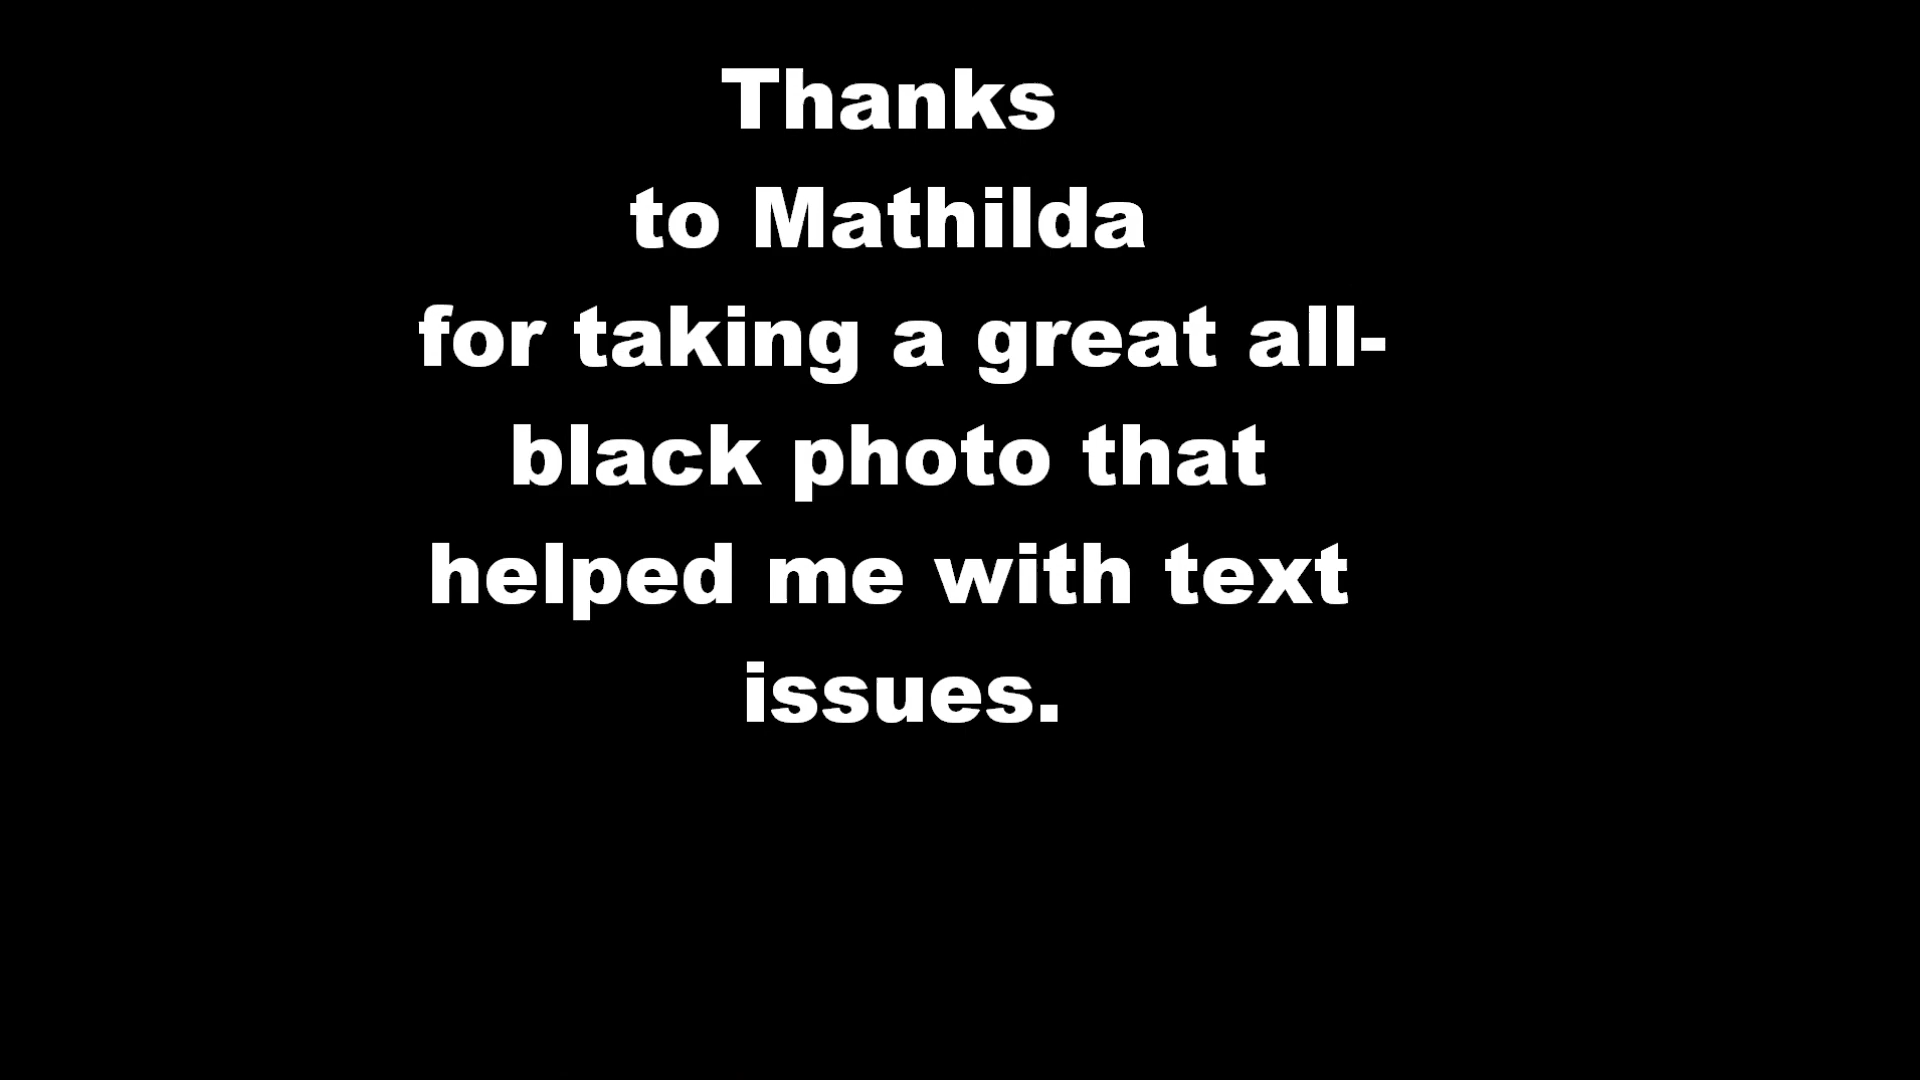 Thanks
to Mathilda
for taking a great all-
black photo that
helped me with text
issues.